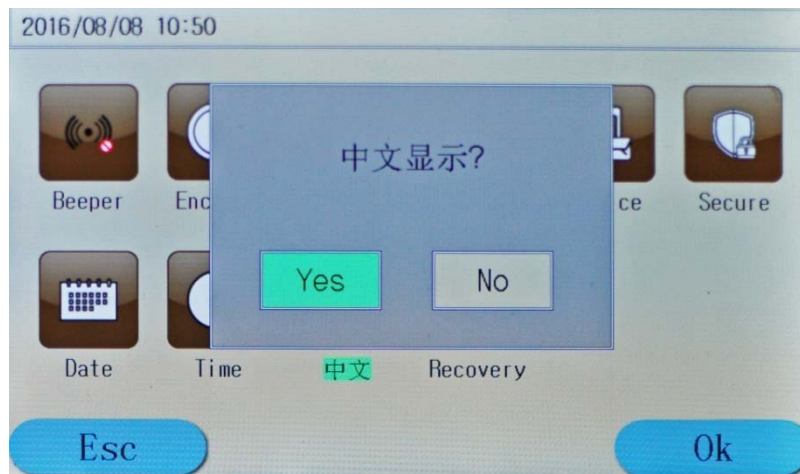 2016/08/08 10:50
中文显示?
Beeper
Enc
ce
Secure
Yes
No
Date
Time
中文
Recovery
Esc
Ok